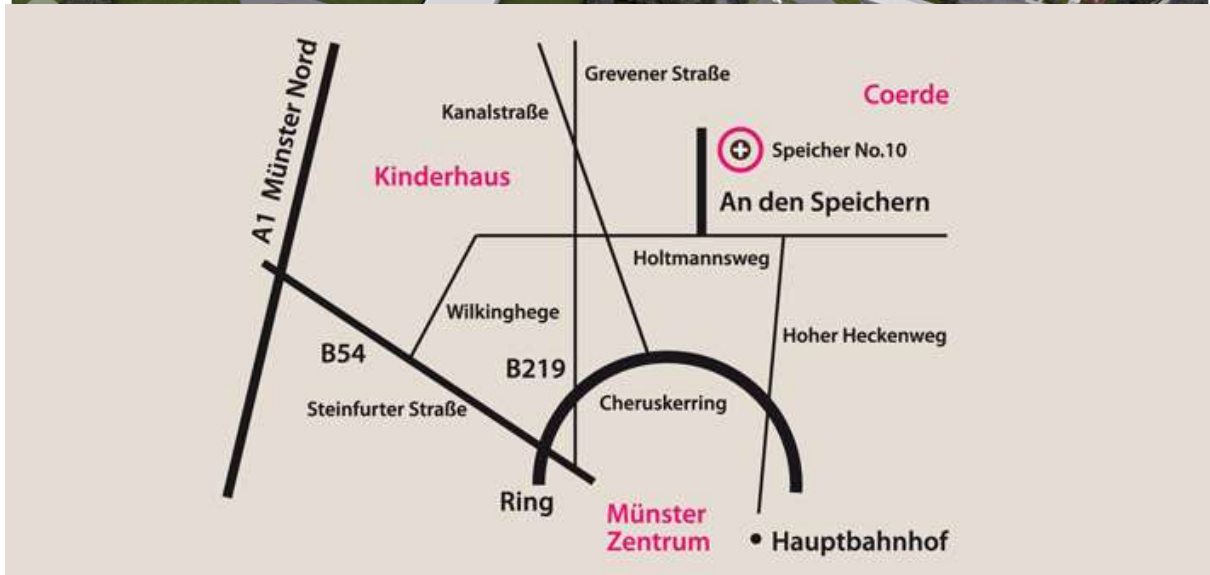 Grevener Straße
Coerde
Kanalstraße
A1 Münster Nord
Speicher No.10
Kinderhaus
An den Speichern
Holtmannsweg
Wilkinghege
Hoher Heckenweg
B54
B219
Steinfurter Straße
Cheruskerring
Ring
Münster
Zentrum
Hauptbahnhof